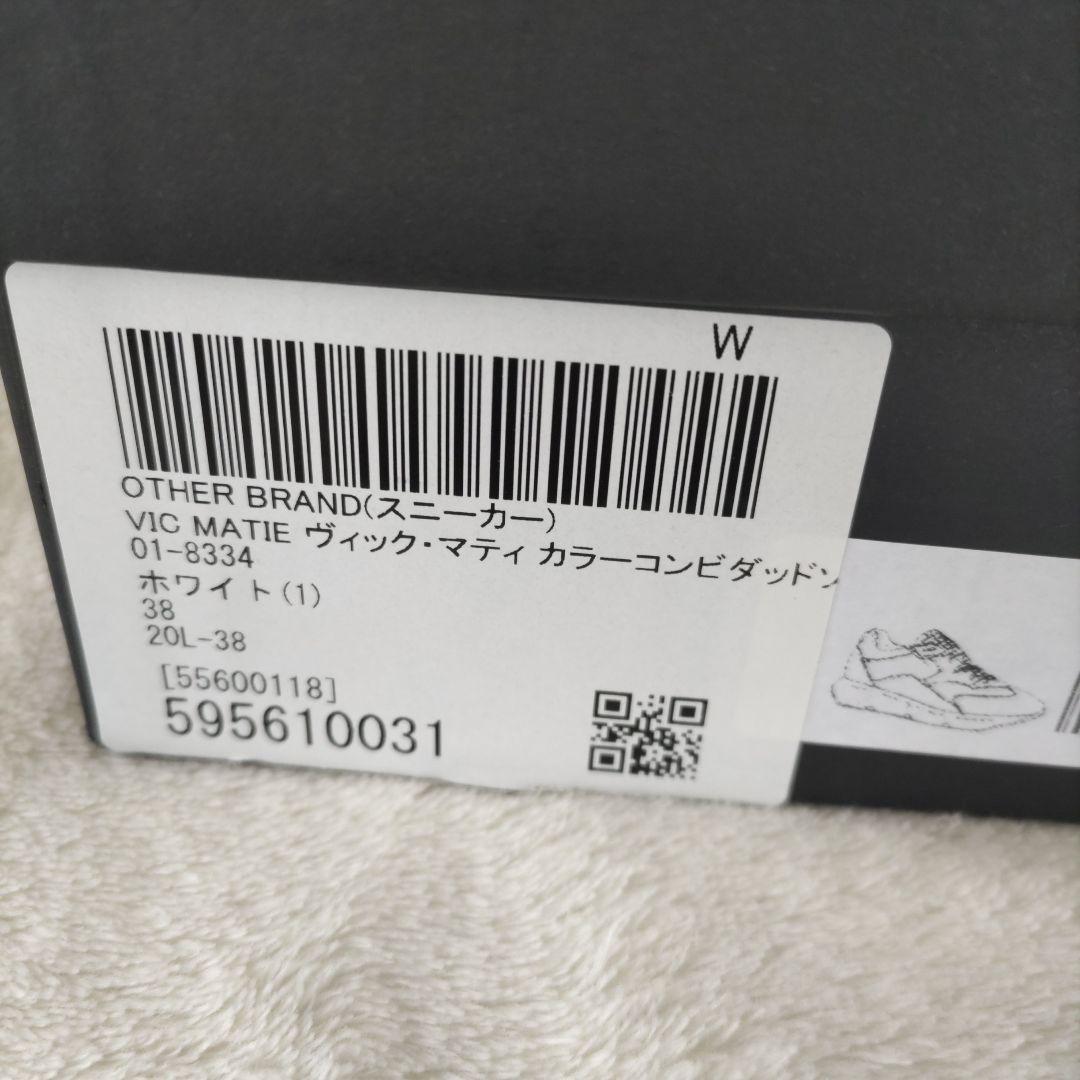 W
OTHER BRAND(スニーカー)
VIC MATIE ヴィック・マティ カラーコンビダッドソ
01-8334
ホワイト(1)
38
20L-38
[55600118]
595610031